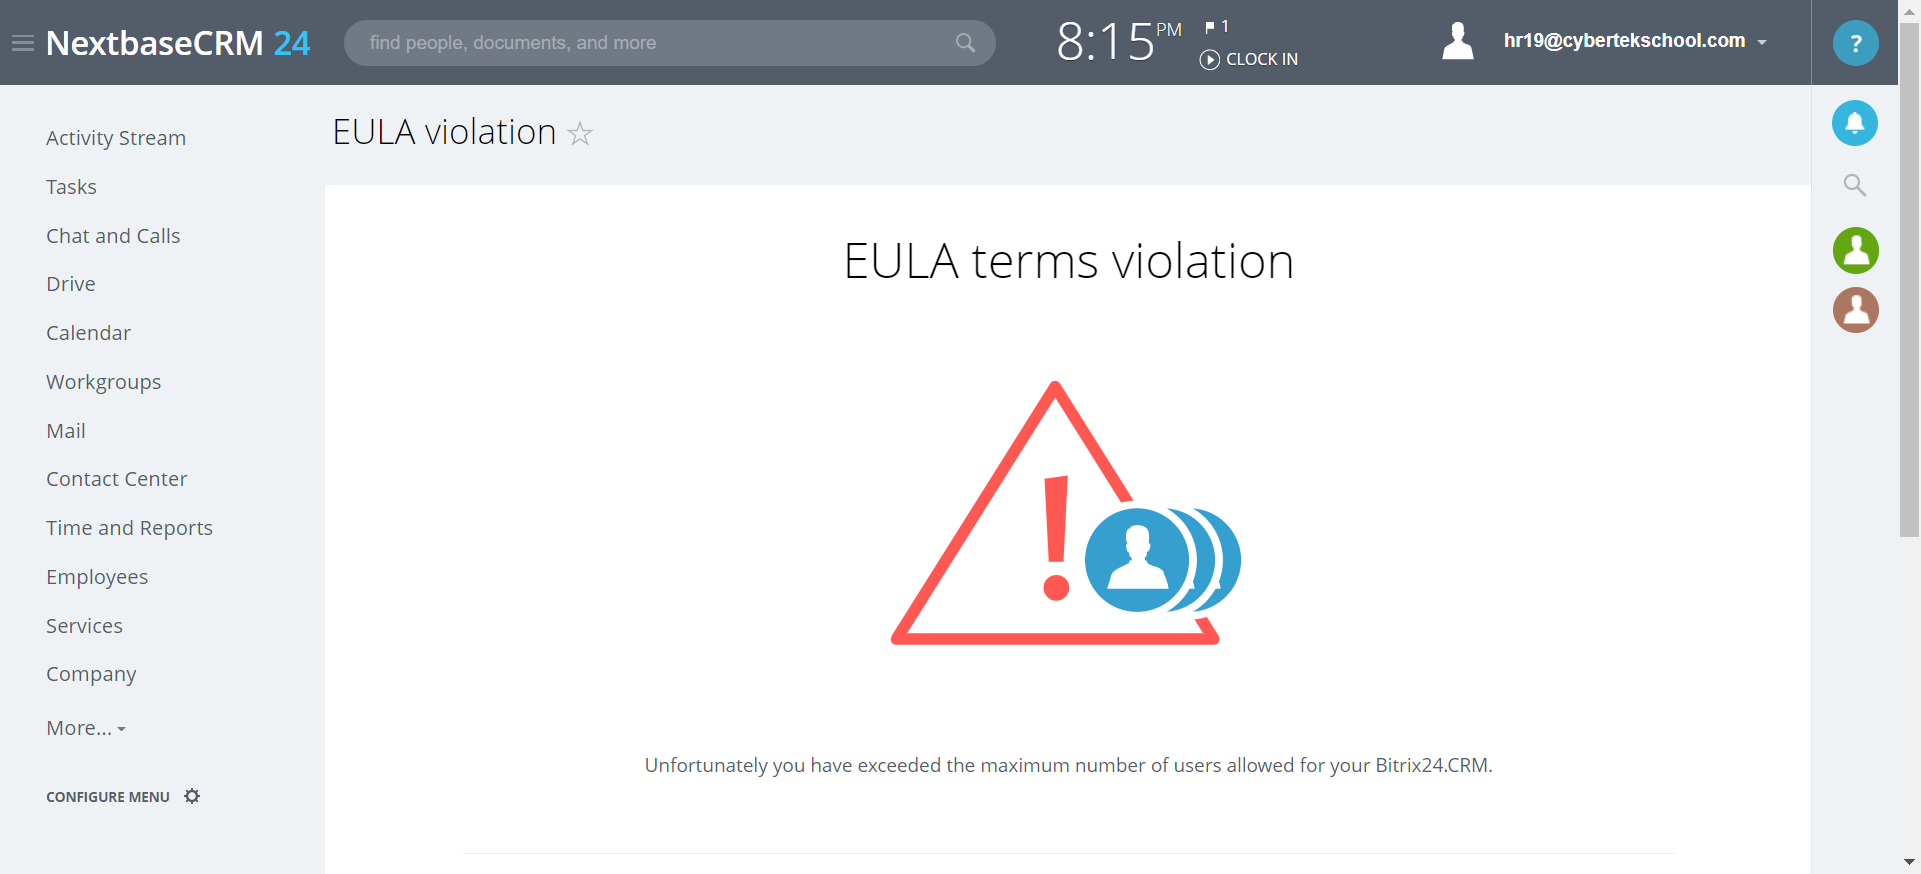 NextbaseCRM 24
find people, documents, and more
8:15 PM
1
CLOCK IN
hr19@cybertekschool.com
?
Activity Stream
Tasks
Chat and Calls
Drive
Calendar
Workgroups
Mail
Contact Center
Time and Reports
Employees
Services
Company
More...
CONFIGURE MENU
EULA violation
EULA terms violation
!
Unfortunately you have exceeded the maximum number of users allowed for your Bitrix24.CRM.